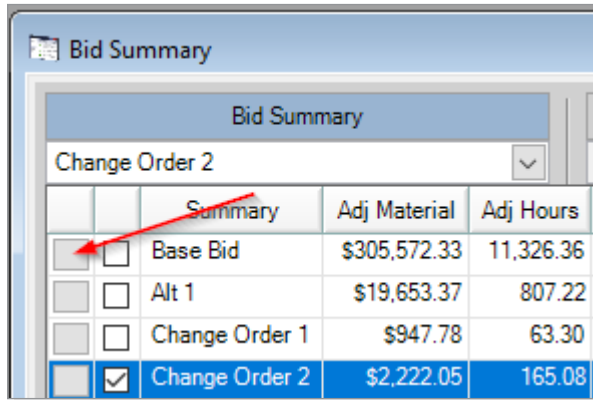 Bid Summary
Bid Summary
Change Order 2
Summary Adj Material Adj Hours
Base Bid $305,572.33 11,326.36
Alt 1 $19,653.37 807.22
Change Order 1 $947.78 63.30
Change Order 2 $2,222.05 165.08